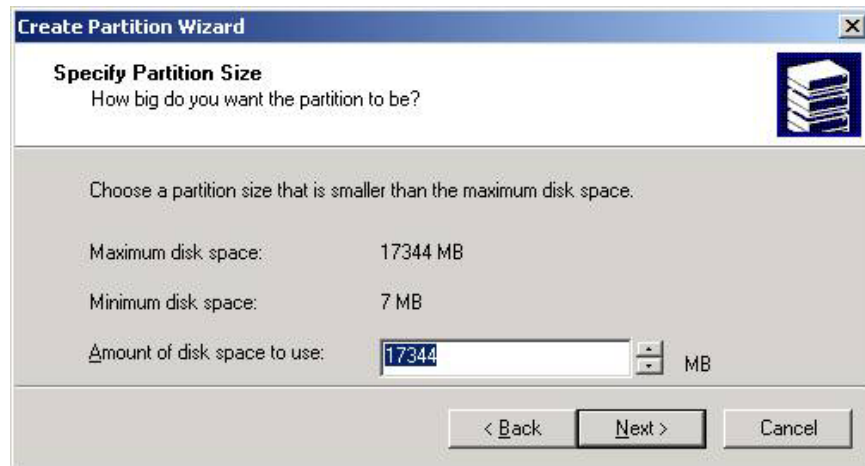 Create Partition Wizard
Specify Partition Size
How big do you want the partition to be?
Choose a partition size that is smaller than the maximum disk space.
Maximum disk space: 17344 MB
Minimum disk space: 7 MB
Amount of disk space to use: 17344 MB
< Back Next > Cancel